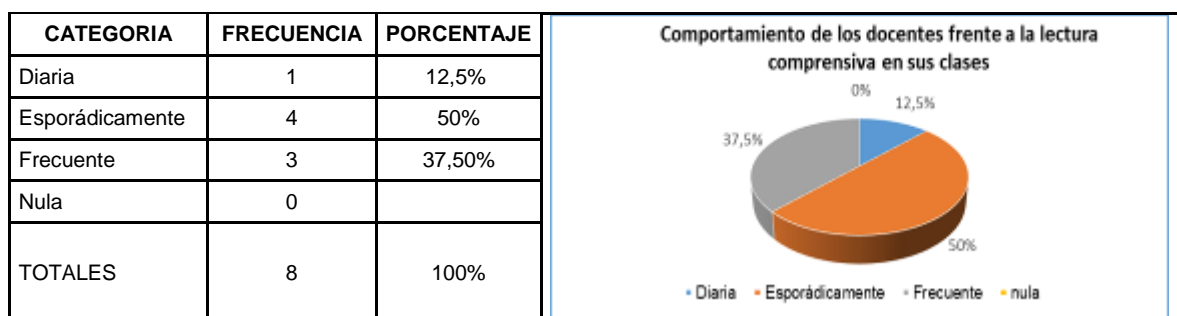 CATEGORIA FRECUENCIA PORCENTAJE
Diaria 1 12,5%
Esporádicamente 4 50%
Frecuente 3 37,50%
Nula 0
TOTALES 8 100%
Comportamiento de los docentes frente a la lectura
comprensiva en sus clases
0%
12,5%
37,5%
50%
Diaria Esporádicamente Frecuente nula